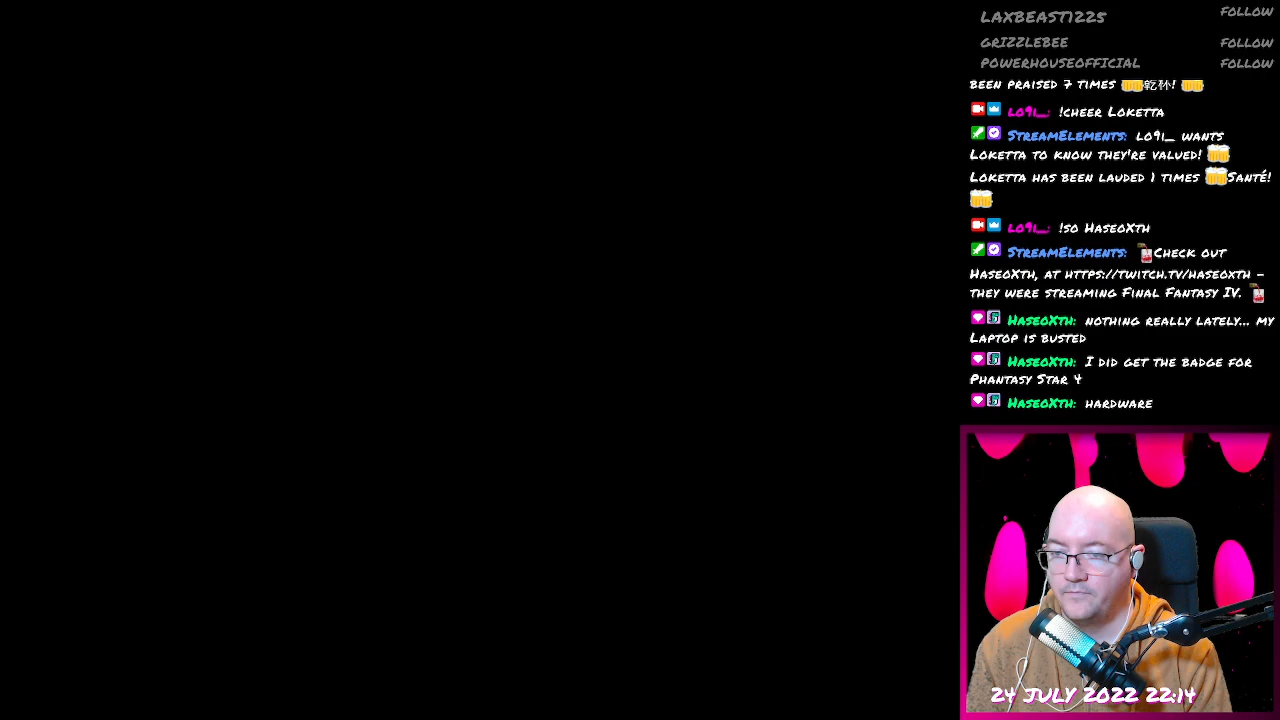 LAXBEAST1225 FOLLOW
GRIZZLEBEE FOLLOW
POWERHOUSEOFFICIAL FOLLOW
BEEN PRAISED 7 TIMES 🍻乾杯! 🍻
LO91_: !CHEER LOKETTA
STREAMELEMENTS: LO91_ WANTS
LOKETTA TO KNOW THEY'RE VALUED! 🍻
LOKETTA HAS BEEN LAUDED 1 TIMES 🍻SANTÉ!
🍻
LO91_: !SO HASEOXTH
STREAMELEMENTS: CHECK OUT
HASEOXTH, AT HTTPS://TWITCH.TV/HASEOXTH -
THEY WERE STREAMING FINAL FANTASY IV.
HASEOXTH: NOTHING REALLY LATELY... MY
LAPTOP IS BUSTED
HASEOXTH: I DID GET THE BADGE FOR
PHANTASY STAR 4
HASEOXTH: HARDWARE
24 JULY 2022 22:14